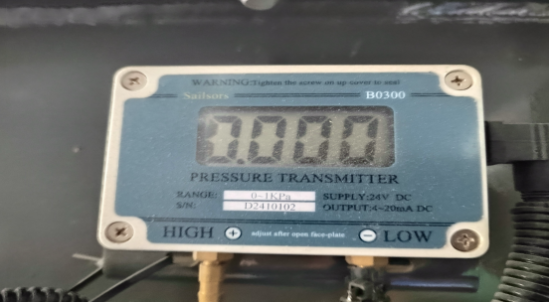 WARNING:Tighten the screw on up cover to seal
Sailsors B0300
0.000
PRESSURE TRANSMITTER
RANGE: 0~1KPa SUPPLY:24V DC
S/N: D2410102 OUTPUT:4~20mA DC
HIGH + adjust after open face-plate - LOW